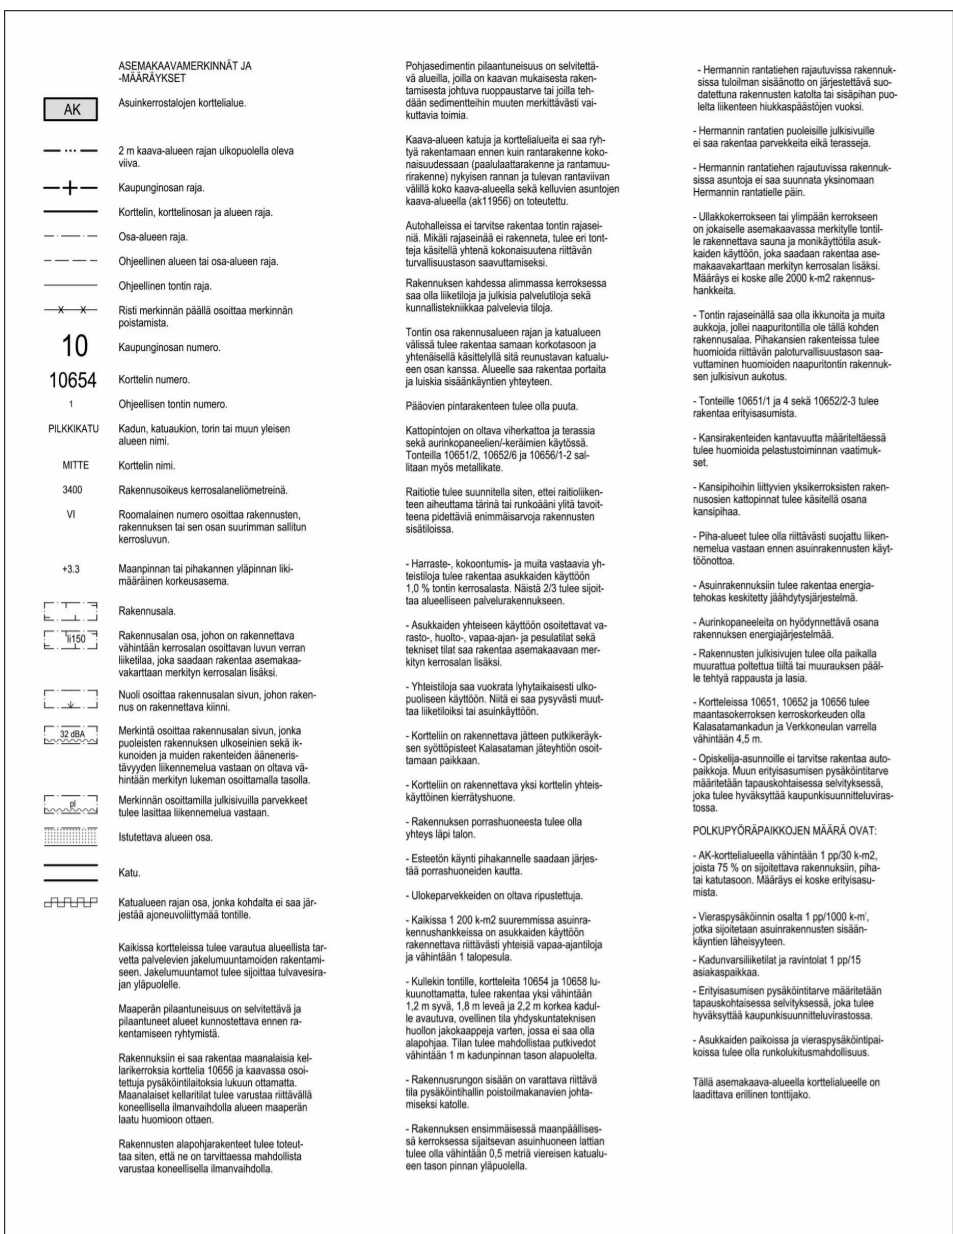 ASEMAKAAVAMERKINNÄT JA
-MÄÄRÄYKSET
AK
Asuinkerrostalojen korttelialue.
2 m kaava-alueen rajan ulkopuolella oleva
viiva.
Kaupunginosan raja.
Korttelin, korttelinosan ja alueen raja.
Osa-alueen raja.
Ohjeellinen alueen tai osa-alueen raja.
Ohjeellinen tontin raja.
Risti merkinnän päällä osoittaa merkinnän
poistamista.
10
Kaupunginosan numero.
10654
Korttelin numero.
1
Ohjeellisen tontin numero.
PILKKIKATU
Kadun, katuaukion, torin tai muun yleisen
alueen nimi.
MITTE
Korttelin nimi.
3400
Rakennusoikeus kerrosalaneliömetreinä.
VI
Roomalainen numero osoittaa rakennusten,
rakennuksen tai sen osan suurimman sallitun
kerrosluvun.
+3.3
Maanpinnan tai pihakannen yläpinnan liki-
määräinen korkeusasema.
Rakennusala.
li150
Rakennusalan osa, johon on rakennettava
vähintään kerrosalan osoittavan luvun verran
liiketilaa, joka saadaan rakentaa asemakaa-
vakarttaan merkityn kerrosalan lisäksi.
Nuoli osoittaa rakennusalan sivun, johon raken-
nus on rakennettava kiinni.
32 dBA
Merkintä osoittaa rakennusalan sivun, jonka
puoleisten rakennuksen ulkoseinien sekä ik-
kunoiden ja muiden rakenteiden ääneneris-
tävyyden liikennemelua vastaan on oltava vä-
hintään merkityn lukeman osoittamalla tasolla.
pl
Merkinnän osoittamilla julkisivuilla parvekkeet
tulee lasittaa liikennemelua vastaan.
Istutettava alueen osa.
Katu.
Katualueen rajan osa, jonka kohdalta ei saa jär-
jestää ajoneuvoliittymää tontille.
Kaikissa kortteleissa tulee varautua alueellista tar-
vetta palvelevien jakelumuuntamoiden rakentami-
seen. Jakelumuuntamot tulee sijoittaa tulvavesira-
jan yläpuolelle.
Maaperän pilaantuneisuus on selvitettävä ja
pilaantuneet alueet kunnostettava ennen ra-
kentamiseen ryhtymistä.
Rakennuksiin ei saa rakentaa maanalaisia kel-
larikerroksia korttelia 10656 ja kaavassa osoi-
tettuja pysäköintilaitoksia lukuun ottamatta.
Maanalaiset kellaritilat tulee varustaa riittävällä
koneellisella ilmanvaihdolla alueen maaperän
laatu huomioon ottaen.
Rakennusten alapohjarakenteet tulee toteut-
taa siten, että ne on tarvittaessa mahdollista
varustaa koneellisella ilmanvaihdolla.
Pohjasedimentin pilaantuneisuus on selvitettä-
vä alueilla, joilla on kaavan mukaisesta raken-
tamisesta johtuva ruoppaustarve tai joilla teh-
dään sedimentteihin muuten merkittävästi vai-
kuttavia toimia.
Kaava-alueen katuja ja korttelialueita ei saa ryh-
tyä rakentamaan ennen kuin rantarakenne koko-
naisuudessaan (paalulaattarakenne ja rantamuu-
rirakenne) nykyisen rannan ja tulevan rantaviivan
välillä koko kaava-alueella sekä kelluvien asuntojen
kaava-alueella (ak11956) on toteutettu.
Autohalleissa ei tarvitse rakentaa tontin rajasei-
niä. Mikäli rajaseinää ei rakenneta, tulee eri tont-
teja käsitellä yhtenä kokonaisuutena riittävän
turvallisuustason saavuttamiseksi.
Rakennuksen kahdessa alimmassa kerroksessa
saa olla liiketiloja ja julkisia palvelutiloja sekä
kunnallistekniikkaa palvelevia tiloja.
Tontin osa rakennusalueen rajan ja katualueen
välissä tulee rakentaa samaan korkotasoon ja
yhtenäisellä käsittelyllä sitä reunustavan katualu-
een osan kanssa. Alueelle saa rakentaa portaita
ja luiskia sisäänkäyntien yhteyteen.
Pääovien pintarakenteen tulee olla puuta.
Kattopintojen on oltava viherkattoa ja terassia
sekä aurinkopaneelien/-keräimien käytössä.
Tonteilla 10651/2, 10652/6 ja 10656/1-2 sal-
litaan myös metallikate.
Raitiotie tulee suunnitella siten, ettei raitioliiken-
teen aiheuttama tärinä tai runkoääni ylitä tavoit-
teena pidettäviä enimmäisarvoja rakennusten
sisätiloissa.
- Harraste-, kokoontumis- ja muita vastaavia yh-
teistiloja tulee rakentaa asukkaiden käyttöön
1,0 % tontin kerrosalasta. Näistä 2/3 tulee sijoit-
taa alueelliseen palvelurakennukseen.
- Asukkaiden yhteiseen käyttöön osoitettavat va-
rasto-, huolto-, vapaa-ajan- ja pesulatilat sekä
tekniset tilat saa rakentaa asemakaavaan mer-
kityn kerrosalan lisäksi.
- Yhteistiloja saa vuokrata lyhytaikaisesti ulko-
puoliseen käyttöön. Niitä ei saa pysyvästi muut-
taa liiketiloiksi tai asuinkäyttöön.
- Kortteliin on rakennettava jätteen putkikeräyk-
sen syöttöpisteet Kalasataman jäteyhtiön osoit-
tamaan paikkaan.
- Kortteliin on rakennettava yksi korttelin yhteis-
käyttöinen kierrätyshuone.
- Rakennuksen porrashuoneesta tulee olla
yhteys läpi talon.
- Esteetön käynti pihakannelle saadaan järjes-
tää porrashuoneiden kautta.
- Ulokeparvekkeiden on oltava ripustettuja.
- Kaikissa 1 200 k-m2 suuremmissa asuinra-
kennushankkeissa on asukkaiden käyttöön
rakennettava riittävästi yhteisiä vapaa-ajantiloja
ja vähintään 1 talopesula.
- Kullekin tontille, kortteleita 10654 ja 10658 lu-
kuunottamatta, tulee rakentaa yksi vähintään
1,2 m syvä, 1,8 m leveä ja 2,2 m korkea kadul-
le avautuva, ovellinen tila yhdyskuntateknisen
huollon jakokaappeja varten, jossa ei saa olla
alapohjaa. Tilan tulee mahdollistaa putkivedot
vähintään 1 m kadunpinnan tason alapuolelta.
- Rakennusrungon sisään on varattava riittävä
tila pysäköintihallin poistoilmakanavien johta-
miseksi katolle.
- Rakennuksen ensimmäisessä maanpäällises-
sä kerroksessa sijaitsevan asuinhuoneen lattian
tulee olla vähintään 0,5 metriä viereisen katualu-
een tason pinnan yläpuolella.
- Hermannin rantatiehen rajautuvissa rakennuk-
sissa tuloilman sisäänotto on järjestettävä suo-
datettuna rakennusten katolta tai sisäpihan puo-
lelta liikenteen hiukkaspäästöjen vuoksi.
- Hermannin rantatien puoleisille julkisivuille
ei saa rakentaa parvekkeita eikä terasseja.
- Hermannin rantatiehen rajautuvissa rakennuk-
sissa asuntoja ei saa suunnata yksinomaan
Hermannin rantatielle päin.
- Ullakkokerrokseen tai ylimpään kerrokseen
on jokaiselle asemakaavassa merkitylle tontil-
le rakennettava sauna ja monikäyttötila asuk-
kaiden käyttöön, joka saadaan rakentaa ase-
makaavakarttaan merkityn kerrosalan lisäksi.
Määräys ei koske alle 2000 k-m2 rakennus-
hankkeita.
- Tontin rajaseinällä saa olla ikkunoita ja muita
aukkoja, jollei naapuritontilla ole tällä kohden
rakennusalaa. Pihakansien rakenteissa tulee
huomioida riittävän paloturvallisuustason saa-
vuttaminen huomioiden naapuritontin rakennuk-
sen julkisivun aukotus.
- Tonteille 10651/1 ja 4 sekä 10652/2-3 tulee
rakentaa erityisasumista.
- Kansirakenteiden kantavuutta määriteltäessä
tulee huomioida pelastustoiminnan vaatimuk-
set.
- Kansipihoihin liittyvien yksikerroksisten raken-
nusosien kattopinnat tulee käsitellä osana
kansipihaa.
- Piha-alueet tulee olla riittävästi suojattu liiken-
nemelua vastaan ennen asuinrakennusten käyt-
töönottoa.
- Asuinrakennuksiin tulee rakentaa energia-
tehokas keskitetty jäähdytysjärjestelmä.
- Aurinkopaneeleita on hyödynnettävä osana
rakennuksen energiajärjestelmää.
- Rakennusten julkisivujen tulee olla paikalla
muurattua poltettua tiiltä tai muurauksen pääl-
le tehtyä rappausta ja lasia.
- Kortteleissa 10651, 10652 ja 10656 tulee
maantasokerroksen kerroskorkeuden olla
Kalasatamankadun ja Verkkoneulan varrella
vähintään 4,5 m.
- Opiskelija-asunnoille ei tarvitse rakentaa auto-
paikkoja. Muun erityisasumisen pysäköintitarve
määritetään tapauskohtaisessa selvityksessä,
joka tulee hyväksyttää kaupunkisuunnitteluviras-
tossa.
POLKUPYÖRÄPAIKKOJEN MÄÄRÄ OVAT:
- AK-korttelialueella vähintään 1 pp/30 k-m2,
joista 75 % on sijoitettava rakennuksiin, piha-
tai katutasoon. Määräys ei koske erityisasu-
mista.
- Vieraspysäköinnin osalta 1 pp/1000 k-m²,
jotka sijoitetaan asuinrakennusten sisään-
käyntien läheisyyteen.
- Kadunvarsiliiketilat ja ravintolat 1 pp/15
asiakaspaikkaa.
- Erityisasumisen pysäköintitarve määritetään
tapauskohtaisessa selvityksessä, joka tulee
hyväksyttää kaupunkisuunnitteluvirastossa.
- Asukkaiden paikoissa ja vieraspysäköintipai-
koissa tulee olla runkolukitusmahdollisuus.
Tällä asemakaava-alueella korttelialueelle on
laadittava erillinen tonttijako.